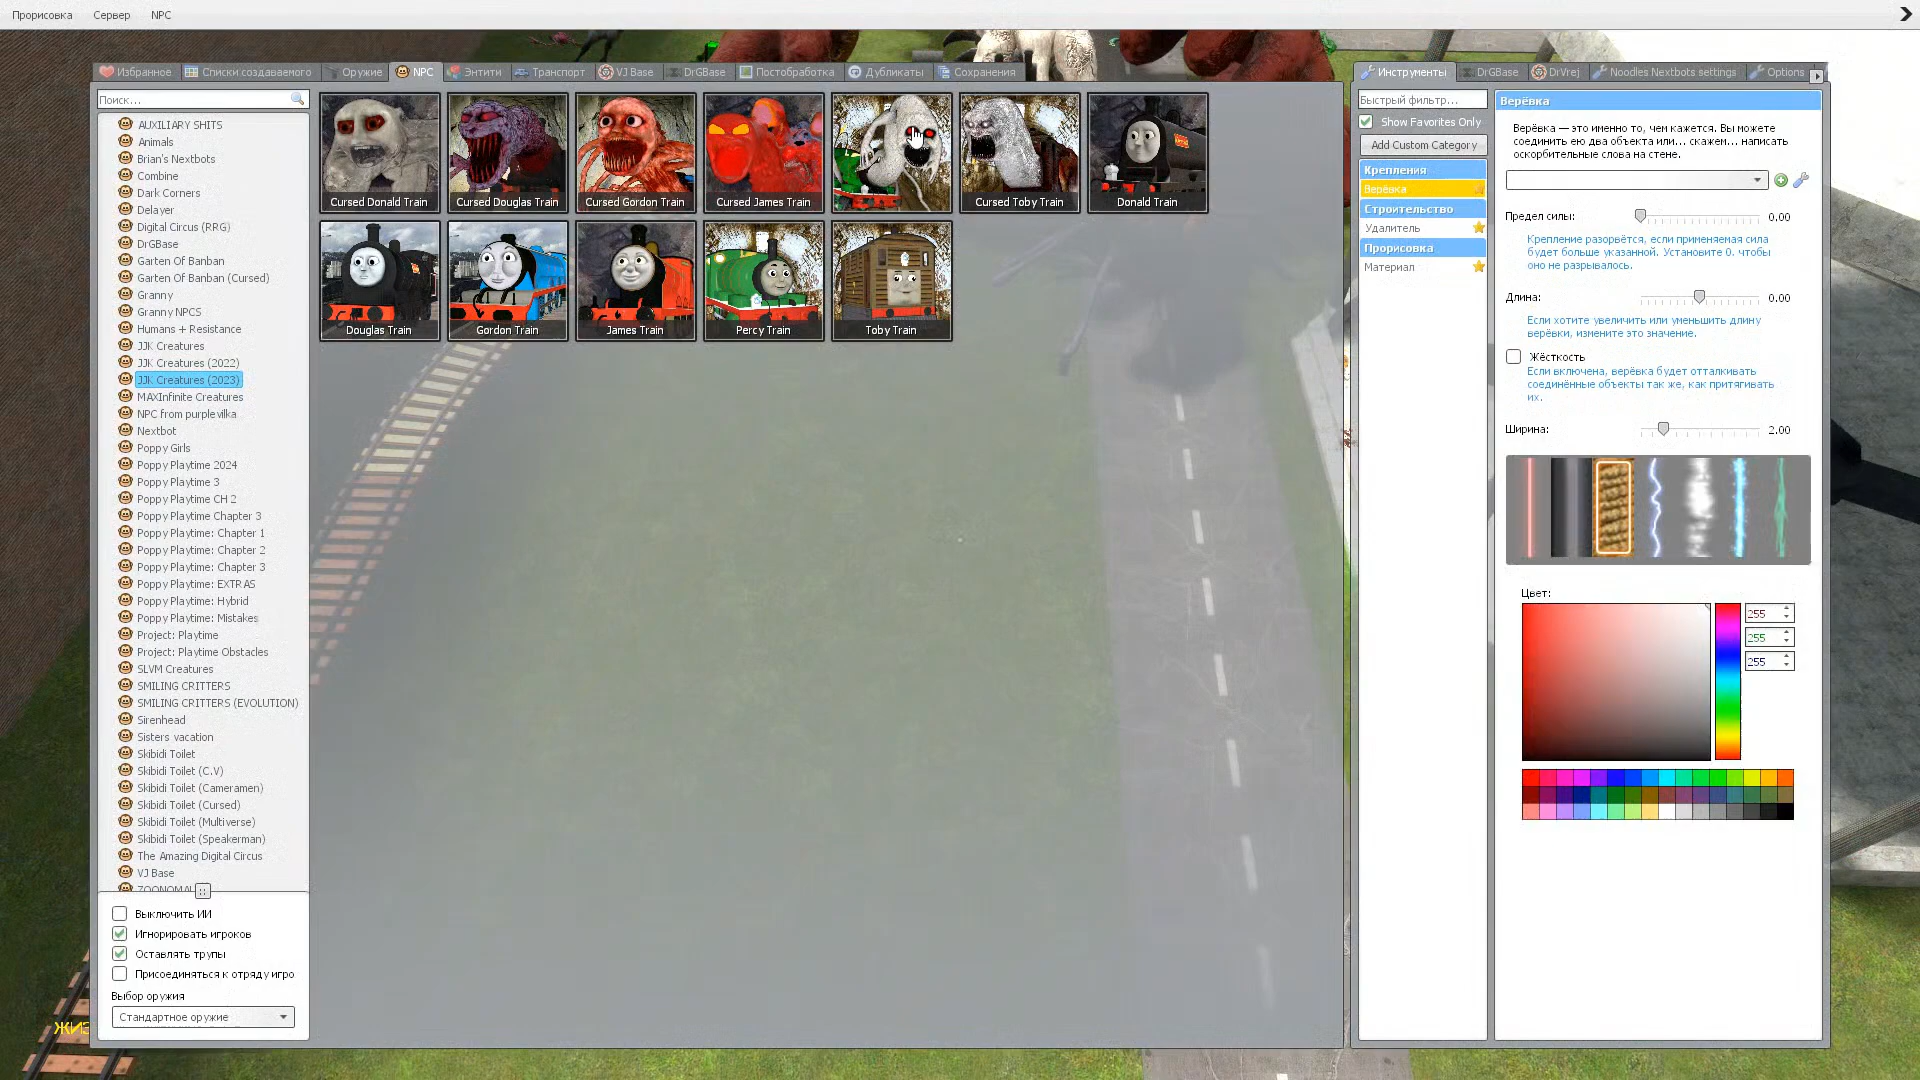 Прорисовка Сервер NPC
Избранное Списки создаваемого Оружие NPC Энтити Транспорт VJ Base DrGBase Постобработка Дубликаты Сохранения
Поиск...
AUXILIARY SHITS
Animals
Brian's Nextbots
Combine
Dark Corners
Delayer
Digital Circus (RRG)
DrGBase
Garten Of Banban
Garten Of Banban (Cursed)
Granny
Granny NPCS
Humans + Resistance
JJK Creatures
JJK Creatures (2022)
JJK Creatures (2023)
MAXInfinite Creatures
NPC from purplevilka
Nextbot
Poppy Girls
Poppy Playtime 2024
Poppy Playtime 3
Poppy Playtime CH 2
Poppy Playtime Chapter 3
Poppy Playtime: Chapter 1
Poppy Playtime: Chapter 2
Poppy Playtime: Chapter 3
Poppy Playtime: EXTRAS
Poppy Playtime: Hybrid
Poppy Playtime: Mistakes
Project: Playtime
Project: Playtime Obstacles
SLVM Creatures
SMILING CRITTERS
SMILING CRITTERS (EVOLUTION)
Sirenhead
Sisters vacation
Skibidi Toilet
Skibidi Toilet (C.V)
Skibidi Toilet (Cameramen)
Skibidi Toilet (Cursed)
Skibidi Toilet (Multiverse)
Skibidi Toilet (Speakerman)
The Amazing Digital Circus
VJ Base
Выключить ИИ
Игнорировать игроков
Оставлять трупы
Присоединяться к отряду игро
Выбор оружия
Стандартное оружие
Cursed Donald Train Cursed Douglas Train Cursed Gordon Train Cursed James Train Cursed Toby Train Donald Train
Douglas Train Gordon Train James Train Percy Train Toby Train
Инструменты DrGBase DrVrej Noodles Nextbots settings Options
Быстрый фильтр...
Show Favorites Only
Add Custom Category
Крепления
Верёвка
Строительство
Удалитель
Прорисовка
Материал
Верёвка
Верёвка — это именно то, чем кажется. Вы можете
соединить ею два объекта или... скажем... написать
оскорбительные слова на стене.
Предел силы: 0.00
Крепление разорвётся, если применяемая сила
будет больше указанной. Установите 0, чтобы
оно не разрывалось.
Длина: 0.00
Если хотите увеличить или уменьшить длину
верёвки, измените это значение.
Жёсткость
Если включена, верёвка будет отталкивать
соединённые объекты так же, как притягивать
их.
Ширина: 2.00
Цвет:
255
255
255